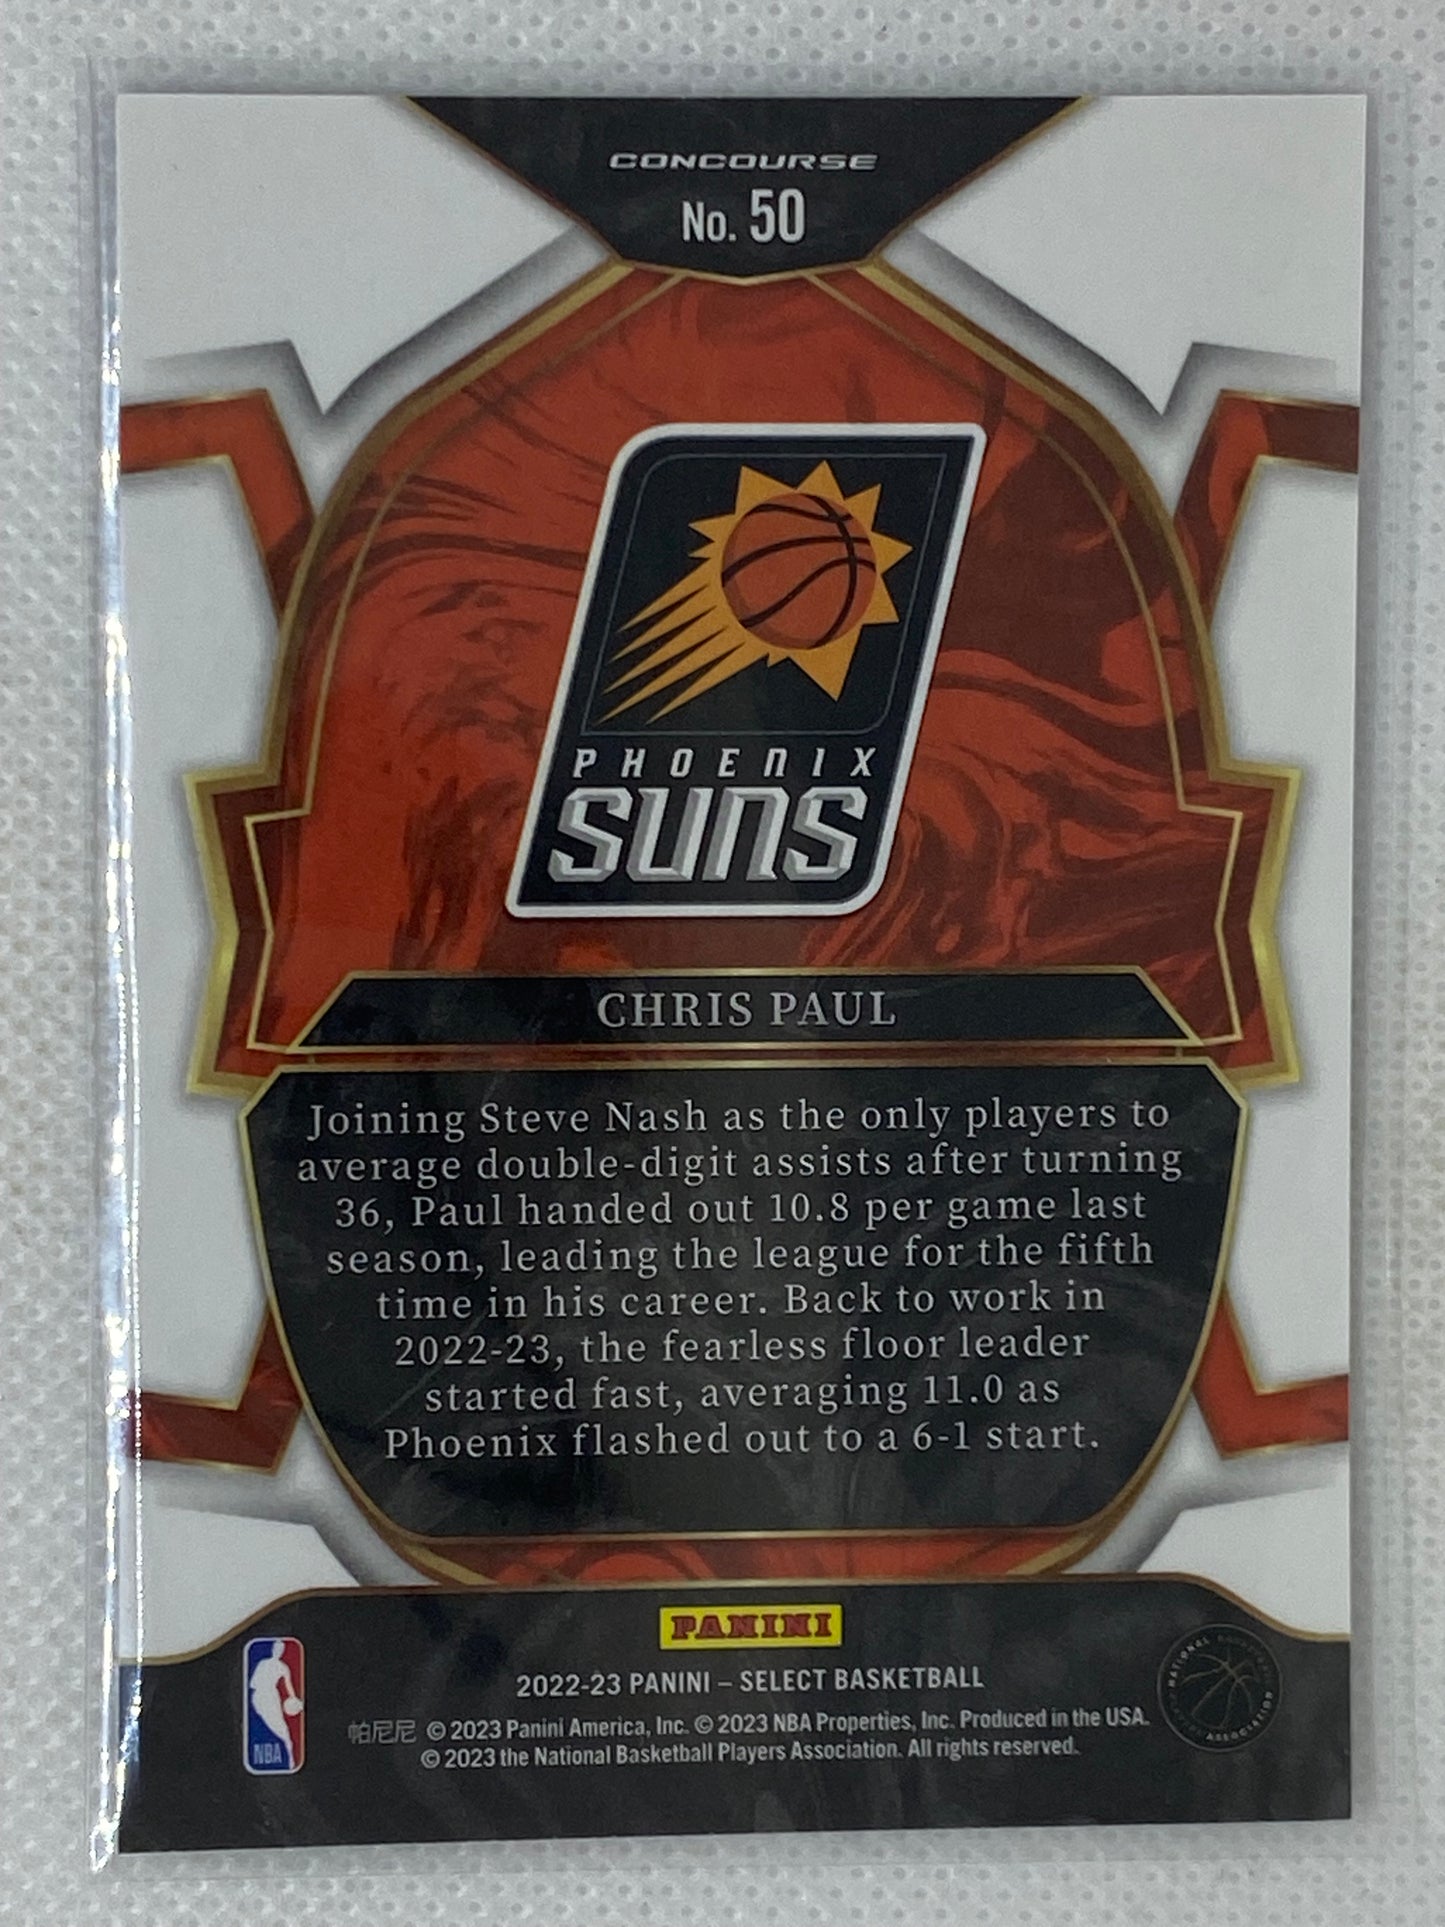 CONCOURSE
No. 50
PHOENIX
SUNS
CHRIS PAUL
Joining Steve Nash as the only players to
average double-digit assists after turning
36, Paul handed out 10.8 per game last
season, leading the league for the fifth
time in his career. Back to work in
2022-23, the fearless floor leader
started fast, averaging 11.0 as
Phoenix flashed out to a 6-1 start.
PANINI
2022-23 PANINI – SELECT BASKETBALL
帕尼尼 © 2023 Panini America, Inc. © 2023 NBA Properties, Inc. Produced in the USA.
© 2023 the National Basketball Players Association. All rights reserved.
NBA
NATIONAL BASKETBALL PLAYERS ASSOCIATION